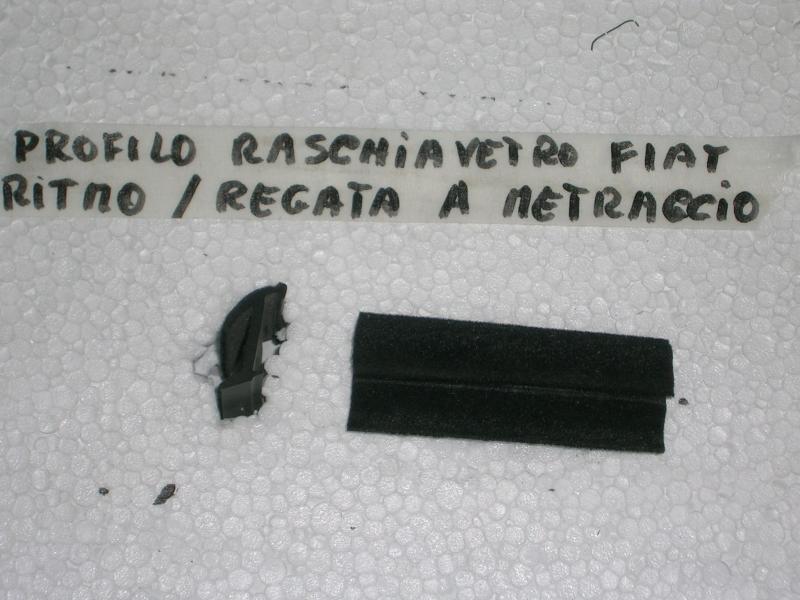 PROFILO RASCHIAVETRO FIAT
RITMO / REGATA A METRAGGIO